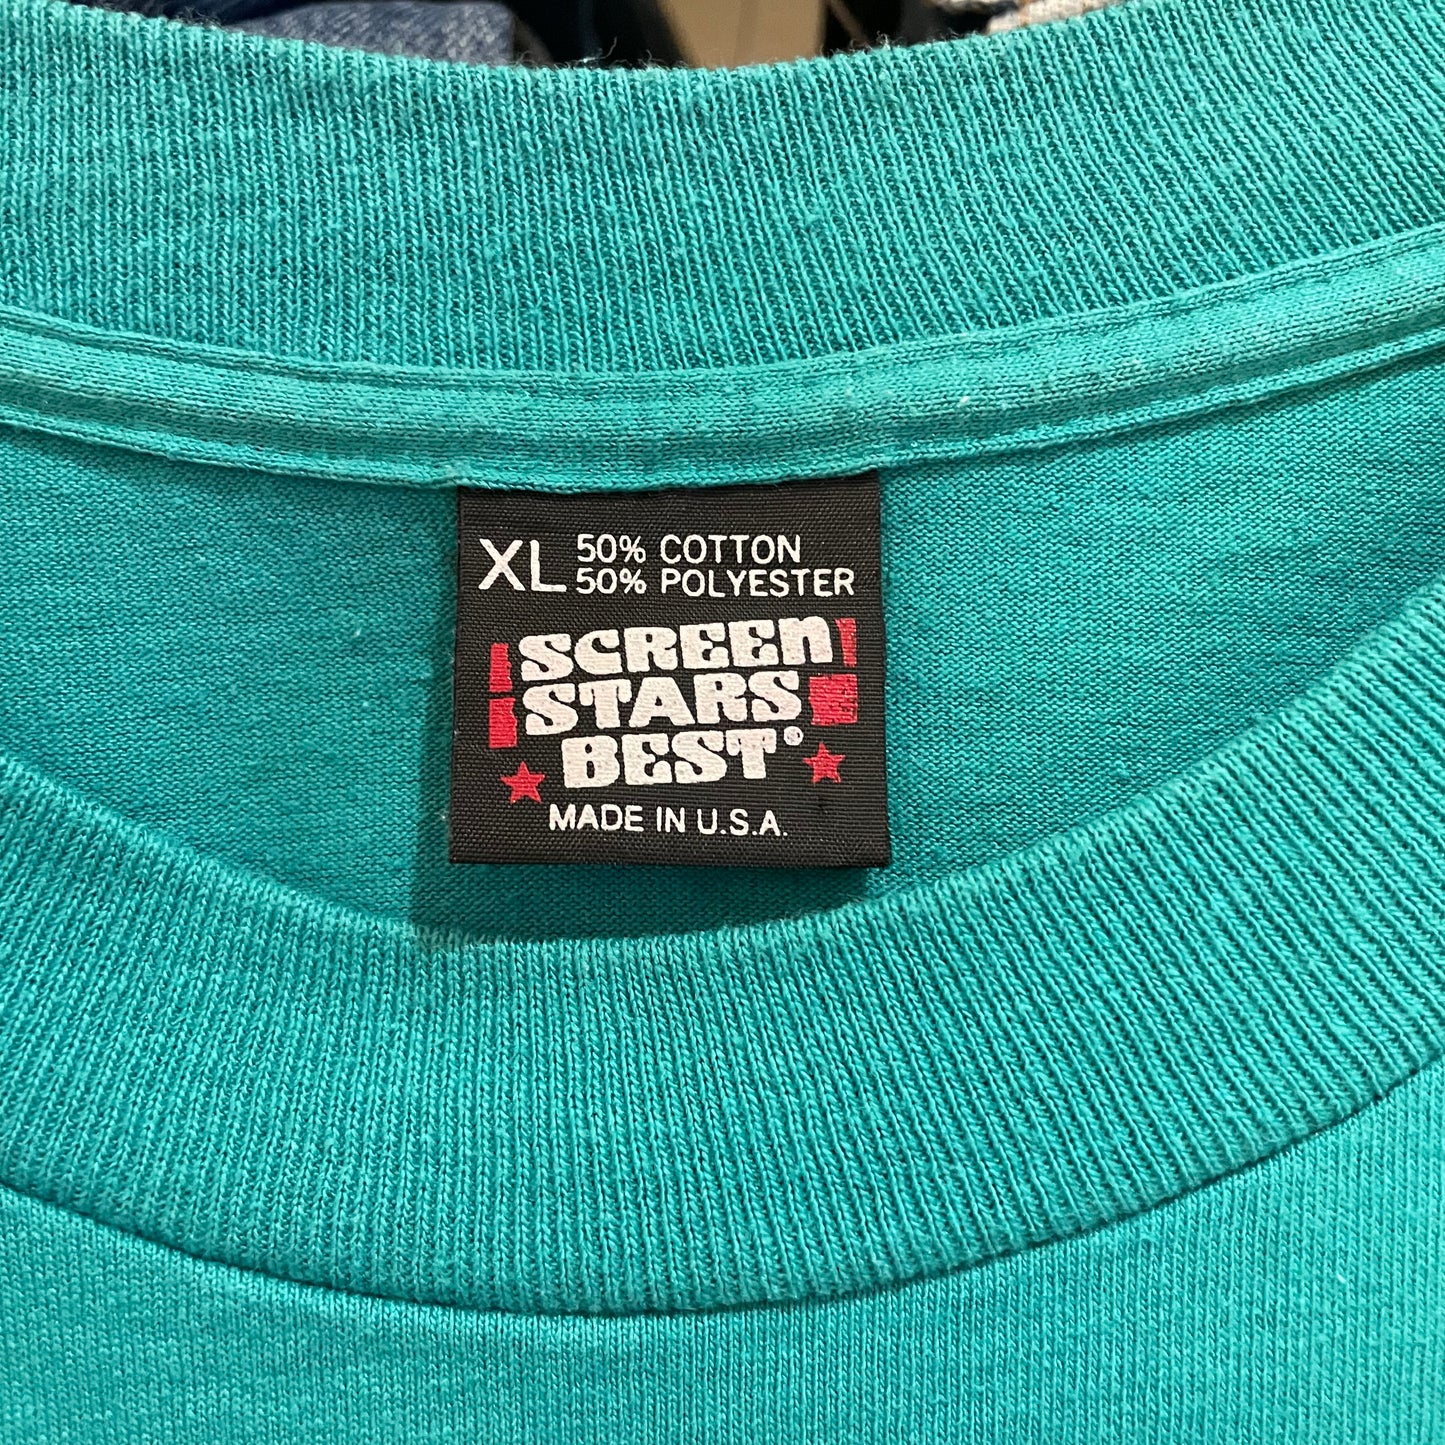 XL 50% COTTON
50% POLYESTER
SCREEN
STARS
BEST®
MADE IN U.S.A.